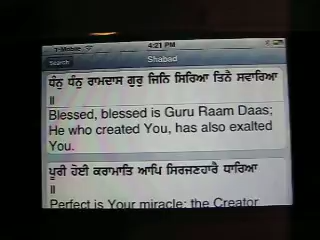 T-Mobile 4:21 PM
Search Shabad
ਧੰਨੁ ਧੰਨੁ ਰਾਮਦਾਸ ਗੁਰੁ ਜਿਨਿ ਸਿਰਿਆ ਤਿਨੈ ਸਵਾਰਿਆ
॥
Blessed, blessed is Guru Raam Daas;
He who created You, has also exalted
You.
ਪੂਰੀ ਹੋਈ ਕਰਾਮਾਤਿ ਆਪਿ ਸਿਰਜਣਹਾਰੈ ਧਾਰਿਆ
॥
Perfect is Your miracle; the Creator